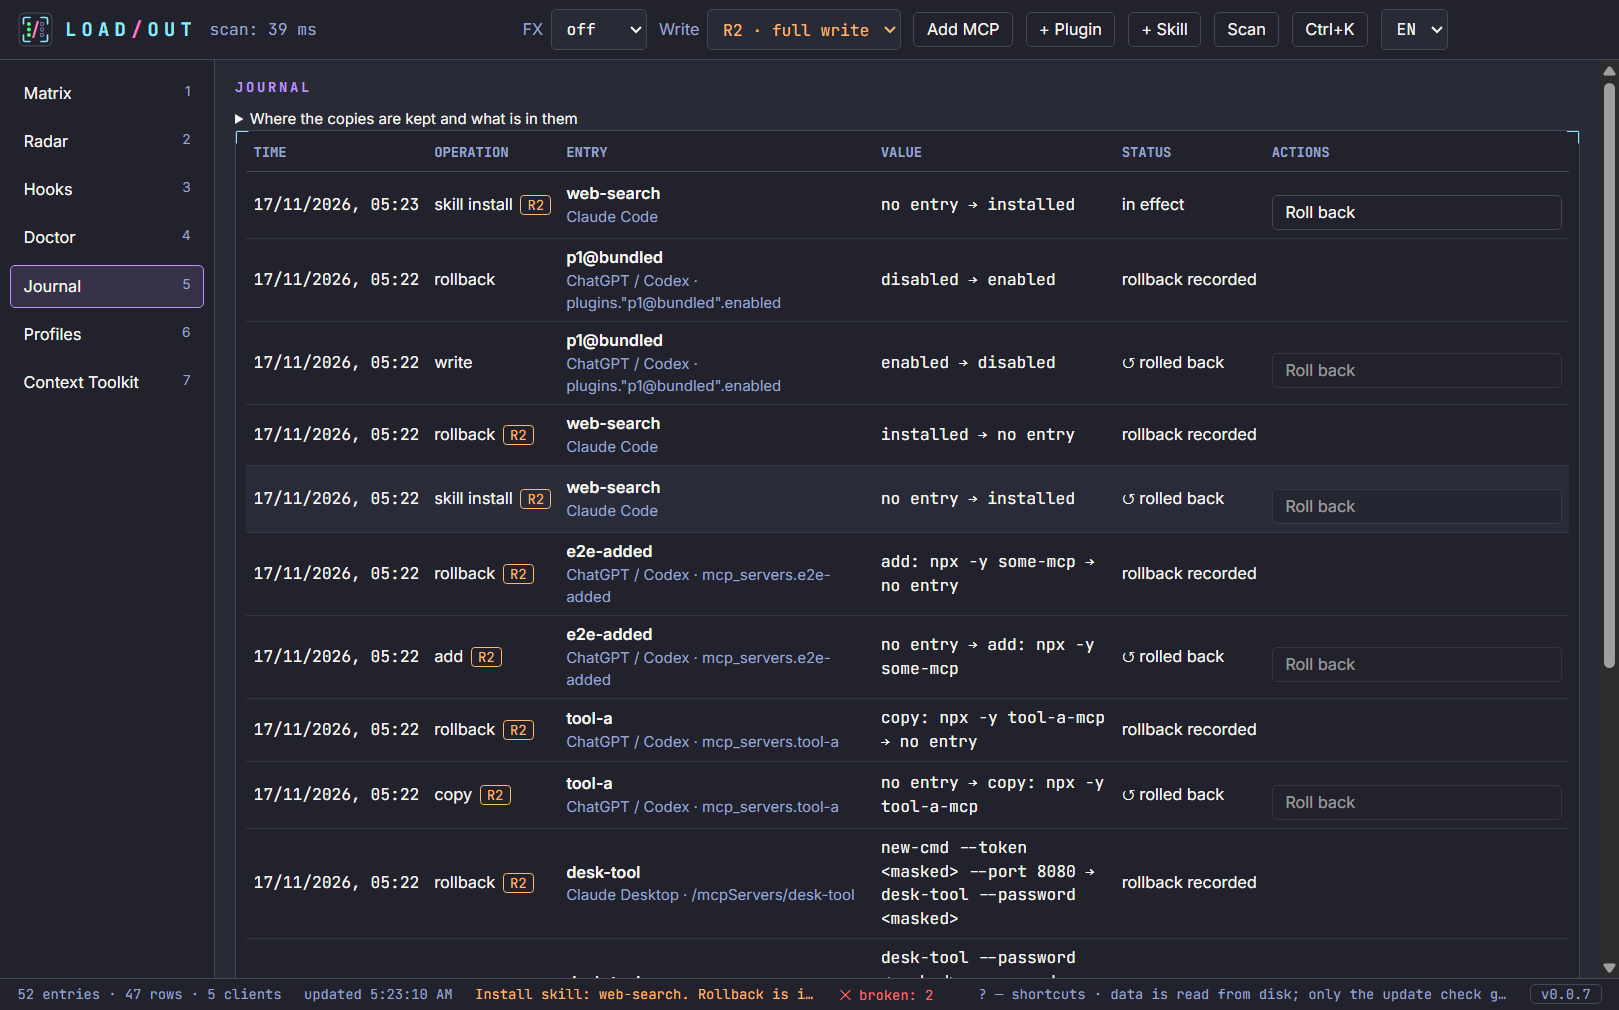 LOAD/OUT scan: 39 ms FX off Write R2 · full write Add MCP + Plugin + Skill Scan Ctrl+K EN
Matrix 1
Radar 2
Hooks 3
Doctor 4
Journal 5
Profiles 6
Context Toolkit 7
JOURNAL
▶ Where the copies are kept and what is in them
TIME OPERATION ENTRY VALUE STATUS ACTIONS
17/11/2026, 05:23 skill install R2 web-search no entry → installed in effect Roll back
Claude Code
17/11/2026, 05:22 rollback p1@bundled disabled → enabled rollback recorded
ChatGPT / Codex ·
plugins."p1@bundled".enabled
17/11/2026, 05:22 write p1@bundled enabled → disabled ↺ rolled back Roll back
ChatGPT / Codex ·
plugins."p1@bundled".enabled
17/11/2026, 05:22 rollback R2 web-search installed → no entry rollback recorded
Claude Code
17/11/2026, 05:22 skill install R2 web-search no entry → installed ↺ rolled back Roll back
Claude Code
17/11/2026, 05:22 rollback R2 e2e-added add: npx -y some-mcp → rollback recorded
ChatGPT / Codex · mcp_servers.e2e- no entry
added
17/11/2026, 05:22 add R2 e2e-added no entry → add: npx -y ↺ rolled back Roll back
ChatGPT / Codex · mcp_servers.e2e- some-mcp
added
17/11/2026, 05:22 rollback R2 tool-a copy: npx -y tool-a-mcp rollback recorded
ChatGPT / Codex · mcp_servers.tool-a → no entry
17/11/2026, 05:22 copy R2 tool-a no entry → copy: npx -y ↺ rolled back Roll back
ChatGPT / Codex · mcp_servers.tool-a tool-a-mcp
17/11/2026, 05:22 rollback R2 desk-tool new-cmd --token rollback recorded
Claude Desktop · /mcpServers/desk-tool <masked> --port 8080 →
desk-tool --password
<masked>
desk-tool --password
52 entries · 47 rows · 5 clients updated 5:23:10 AM Install skill: web-search. Rollback is i… ✕ broken: 2 ? — shortcuts · data is read from disk; only the update check g… v0.0.7